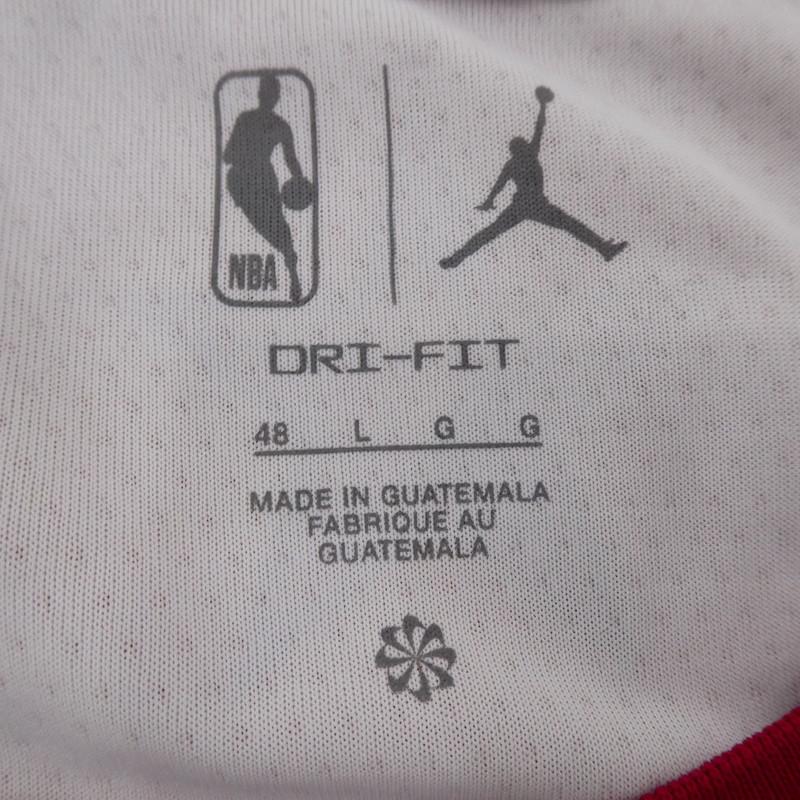 NBA
DRI-FIT
48 L G G
MADE IN GUATEMALA
FABRIQUE AU
GUATEMALA